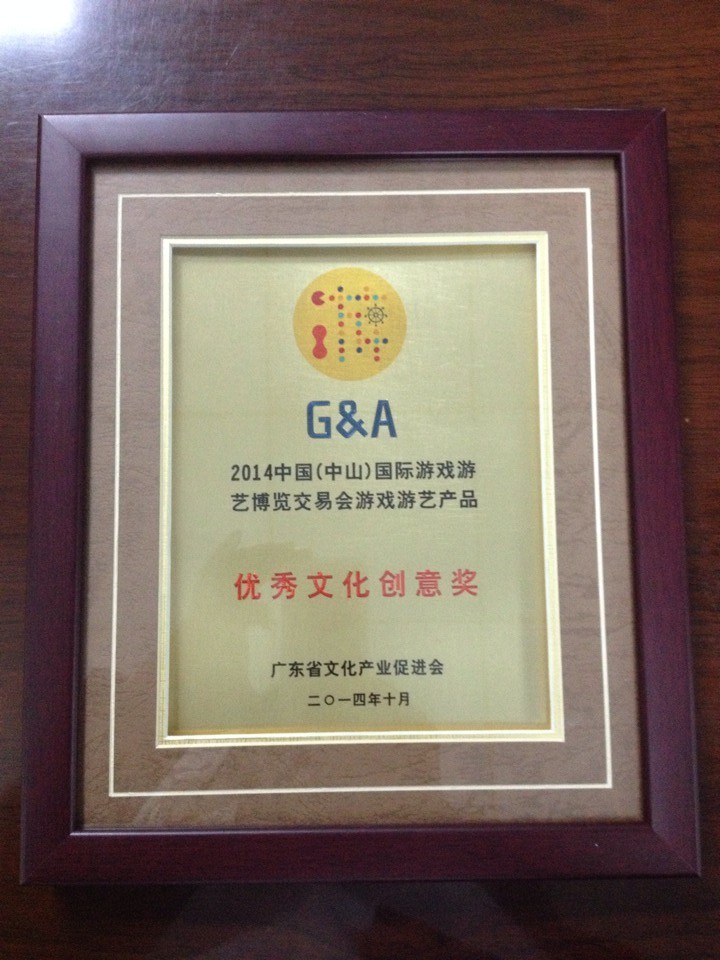 G&A
2014中国(中山)国际游戏游
艺博览交易会游戏游艺产品
优秀文化创意奖
广东省文化产业促进会
二〇一四年十月